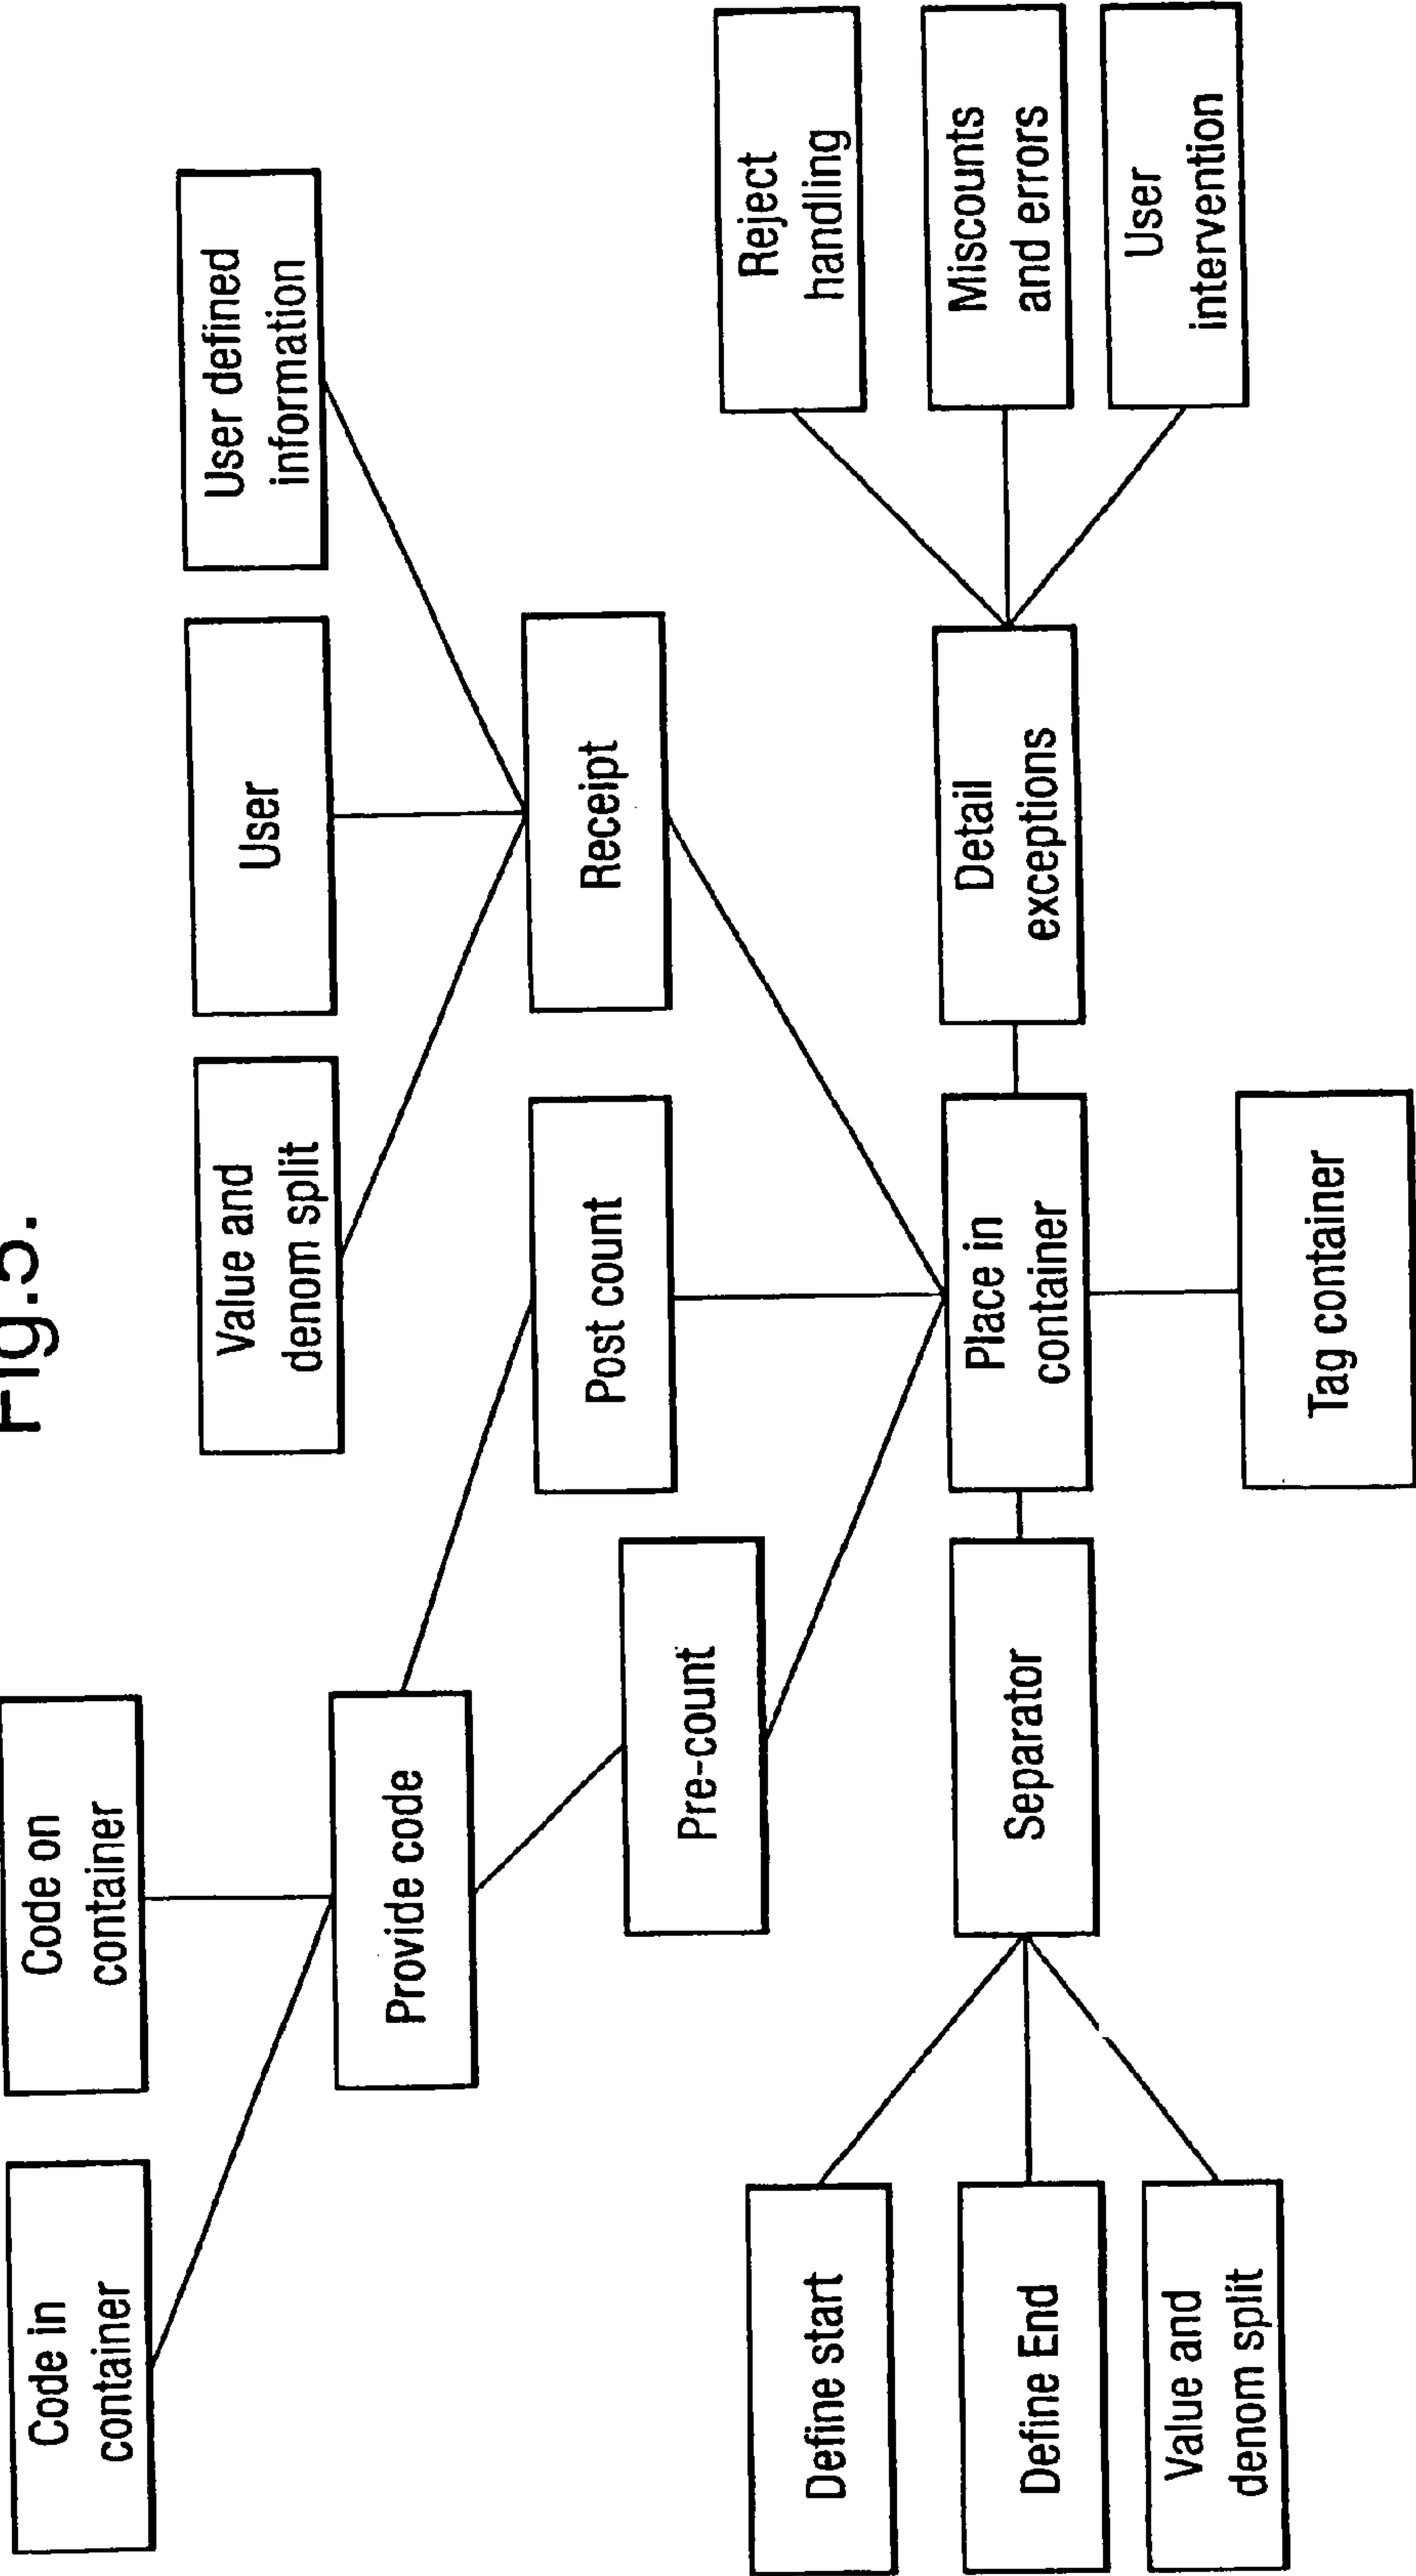 Fig.5.
Code in
container
Code on
container
Value and
denom split
User
User defined
information
Provide code
Post count
Receipt
Pre-count
Define start
Define End
Value and
denom split
Separator
Place in
container
Detail
exceptions
Reject
handling
Miscounts
and errors
User
intervention
Tag container